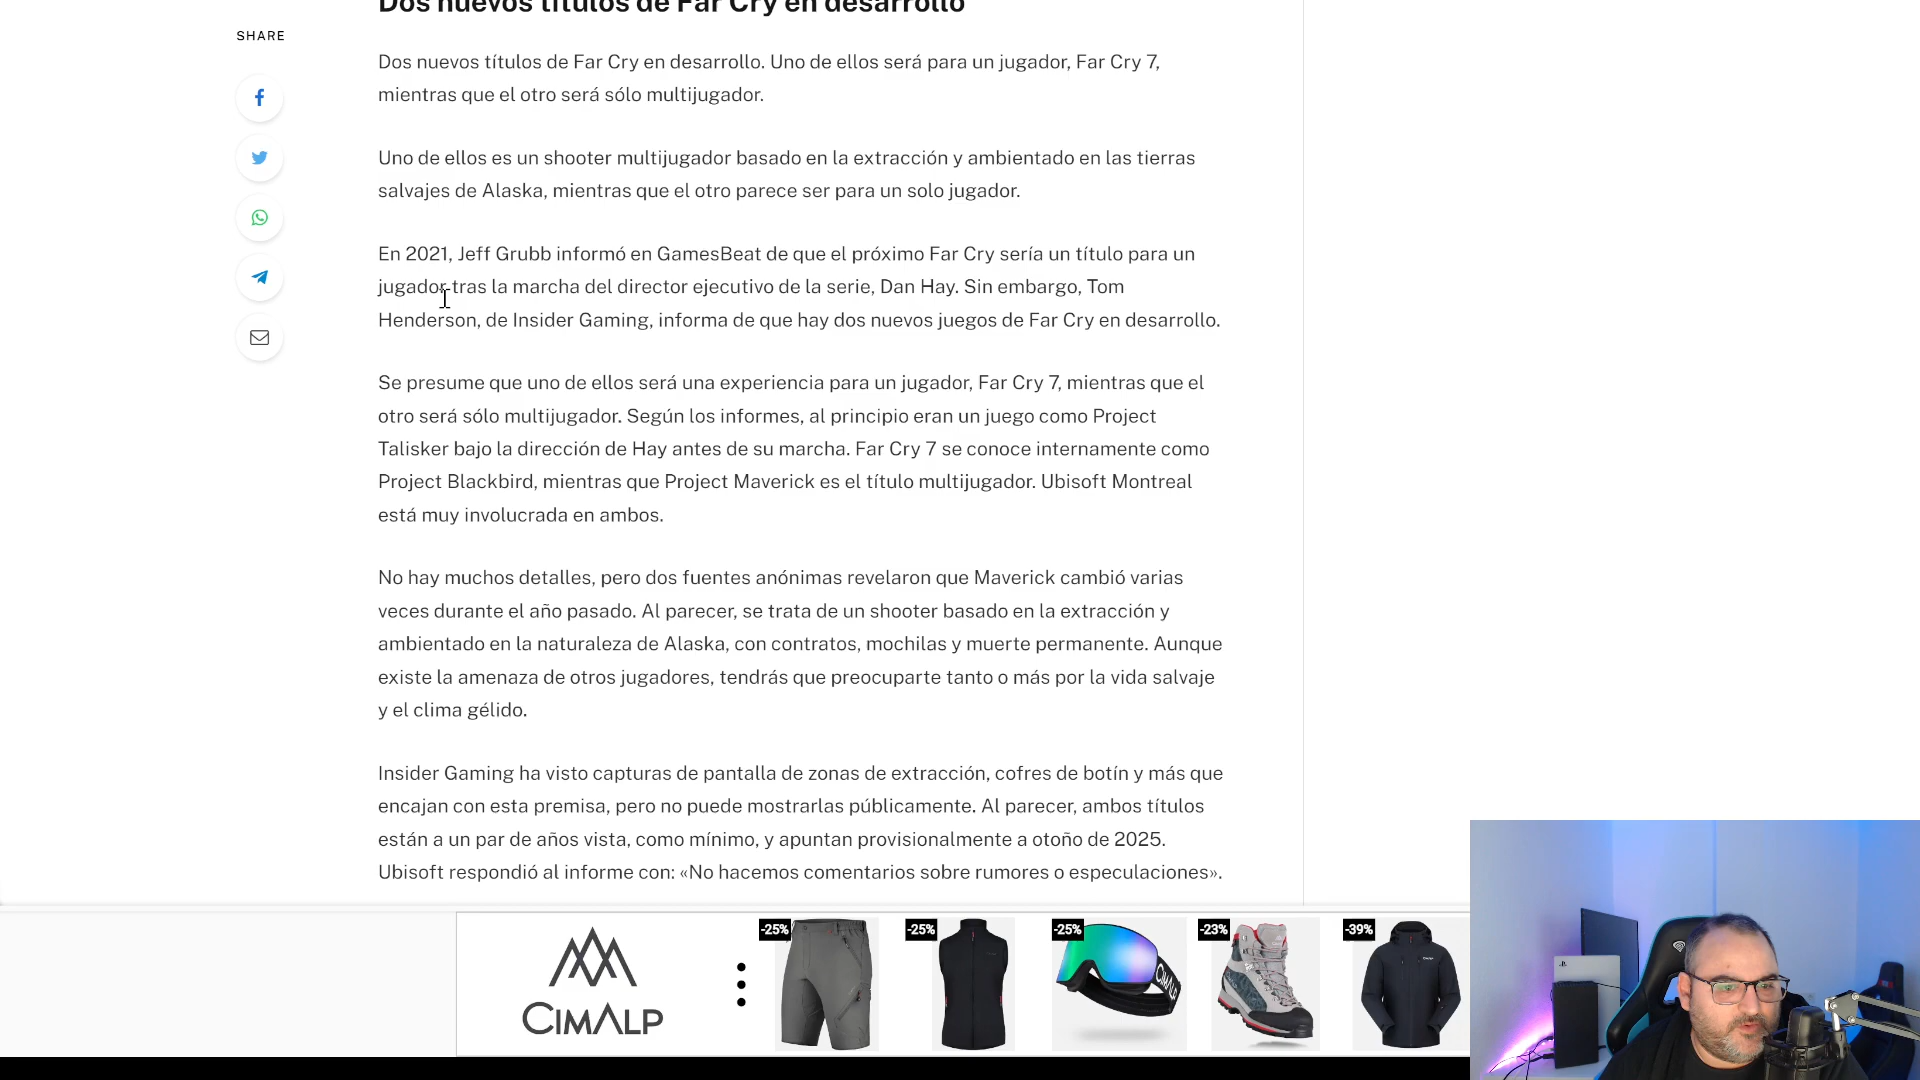 Dos nuevos títulos de Far Cry en desarrollo
SHARE
Dos nuevos títulos de Far Cry en desarrollo. Uno de ellos será para un jugador, Far Cry 7,
mientras que el otro será sólo multijugador.
Uno de ellos es un shooter multijugador basado en la extracción y ambientado en las tierras
salvajes de Alaska, mientras que el otro parece ser para un solo jugador.
En 2021, Jeff Grubb informó en GamesBeat de que el próximo Far Cry sería un título para un
jugador tras la marcha del director ejecutivo de la serie, Dan Hay. Sin embargo, Tom
Henderson, de Insider Gaming, informa de que hay dos nuevos juegos de Far Cry en desarrollo.
Se presume que uno de ellos será una experiencia para un jugador, Far Cry 7, mientras que el
otro será sólo multijugador. Según los informes, al principio eran un juego como Project
Talisker bajo la dirección de Hay antes de su marcha. Far Cry 7 se conoce internamente como
Project Blackbird, mientras que Project Maverick es el título multijugador. Ubisoft Montreal
está muy involucrada en ambos.
No hay muchos detalles, pero dos fuentes anónimas revelaron que Maverick cambió varias
veces durante el año pasado. Al parecer, se trata de un shooter basado en la extracción y
ambientado en la naturaleza de Alaska, con contratos, mochilas y muerte permanente. Aunque
existe la amenaza de otros jugadores, tendrás que preocuparte tanto o más por la vida salvaje
y el clima gélido.
Insider Gaming ha visto capturas de pantalla de zonas de extracción, cofres de botín y más que
encajan con esta premisa, pero no puede mostrarlas públicamente. Al parecer, ambos títulos
están a un par de años vista, como mínimo, y apuntan provisionalmente a otoño de 2025.
Ubisoft respondió al informe con: «No hacemos comentarios sobre rumores o especulaciones».
CIMALP
-25%
-25%
-25%
CIMALP
-23%
-39%